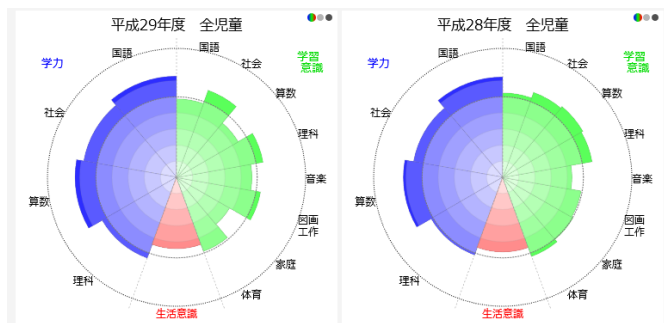 平成29年度 全児童
国語
国語
学力
社会
学習
意識
算数
社会
理科
音楽
算数
図画
工作
理科
家庭
体育
生活意識
平成28年度 全児童
国語
国語
学力
社会
学習
意識
算数
社会
理科
音楽
算数
図画
工作
理科
家庭
体育
生活意識